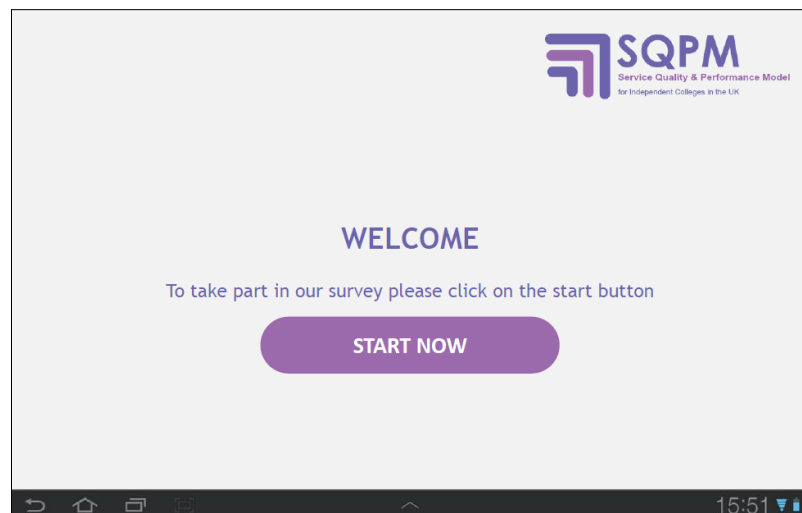 SQPM
Service Quality & Performance Model
for Independent Colleges in the UK
WELCOME
To take part in our survey please click on the start button
START NOW
15:51